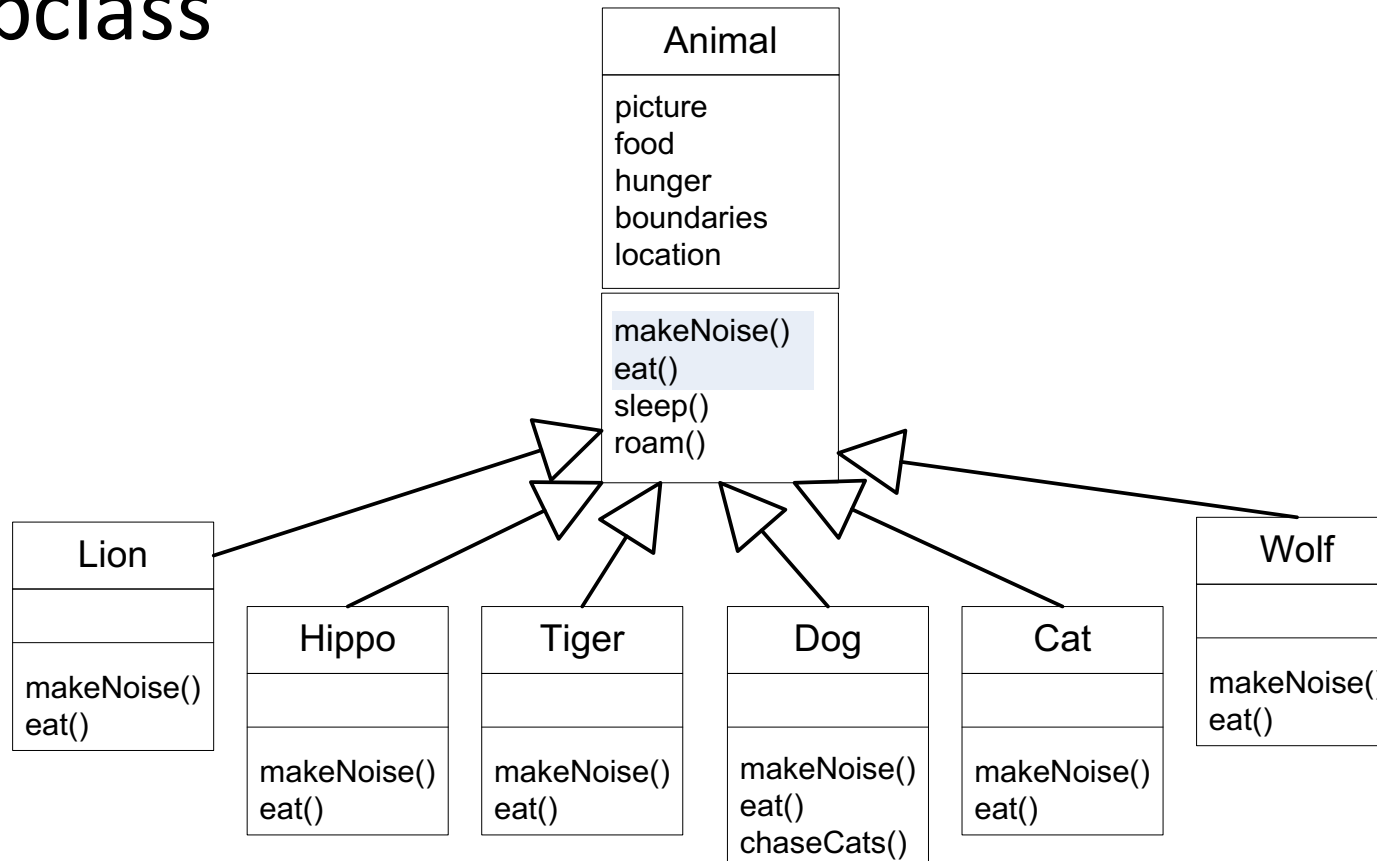 bclass
Animal
picture
food
hunger
boundaries
location
makeNoise()
eat()
sleep()
roam()
Lion
makeNoise()
eat()
Hippo
makeNoise()
eat()
Tiger
makeNoise()
eat()
Dog
makeNoise()
eat()
chaseCats()
Cat
makeNoise()
eat()
Wolf
makeNoise()
eat()